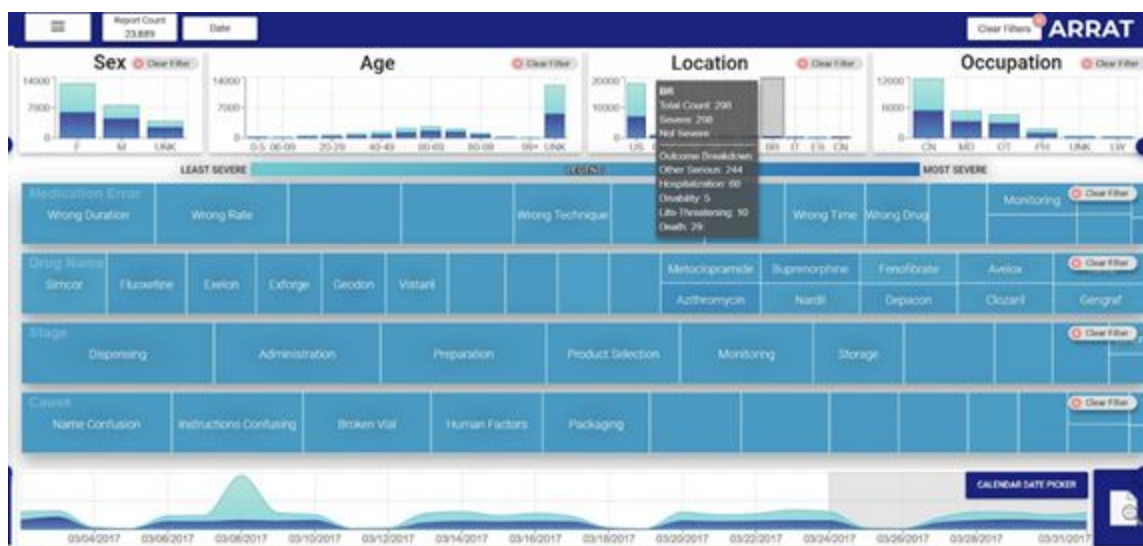 Report Count
23,889
Date
Clear Filters
ARRAT
Sex
Clear Filter
14000
7000
0
F M UNK
Age
Clear Filter
14000
7000
0
0-5 20-29 40-49 60-69 80-89 99+ UNK
Location
Clear Filter
20000
10000
0
US BR IT ES CN
BR
Total Count: 298
Severe: 298
Not Severe:
Outcome Breakdown:
Other Serious: 244
Hospitalization: 60
Disability: 5
Life-Threatening: 10
Death: 29
Occupation
Clear Filter
12000
6000
0
CN MD OT PH UNK LW
LEAST SEVERE LEGEND MOST SEVERE
Medication Error
Clear Filter
Wrong Duration Wrong Rate Wrong Technique Wrong Time Wrong Drug Monitoring
Drug Name
Clear Filter
Simcor Fluoxetine Exelon Exforge Geodon Vistaril
Metoclopramide Buprenorphine Fenofibrate Avelox
Azithromycin Nardil Depacon Clozaril Gengraf
Stage
Clear Filter
Dispensing Administration Preparation Product Selection Monitoring Storage
Cause
Clear Filter
Name Confusion Instructions Confusing Broken Vial Human Factors Packaging
CALENDAR DATE PICKER
03/04/2017 03/06/2017 03/08/2017 03/10/2017 03/12/2017 03/14/2017 03/16/2017 03/18/2017 03/20/2017 03/22/2017 03/24/2017 03/26/2017 03/28/2017 03/31/2017